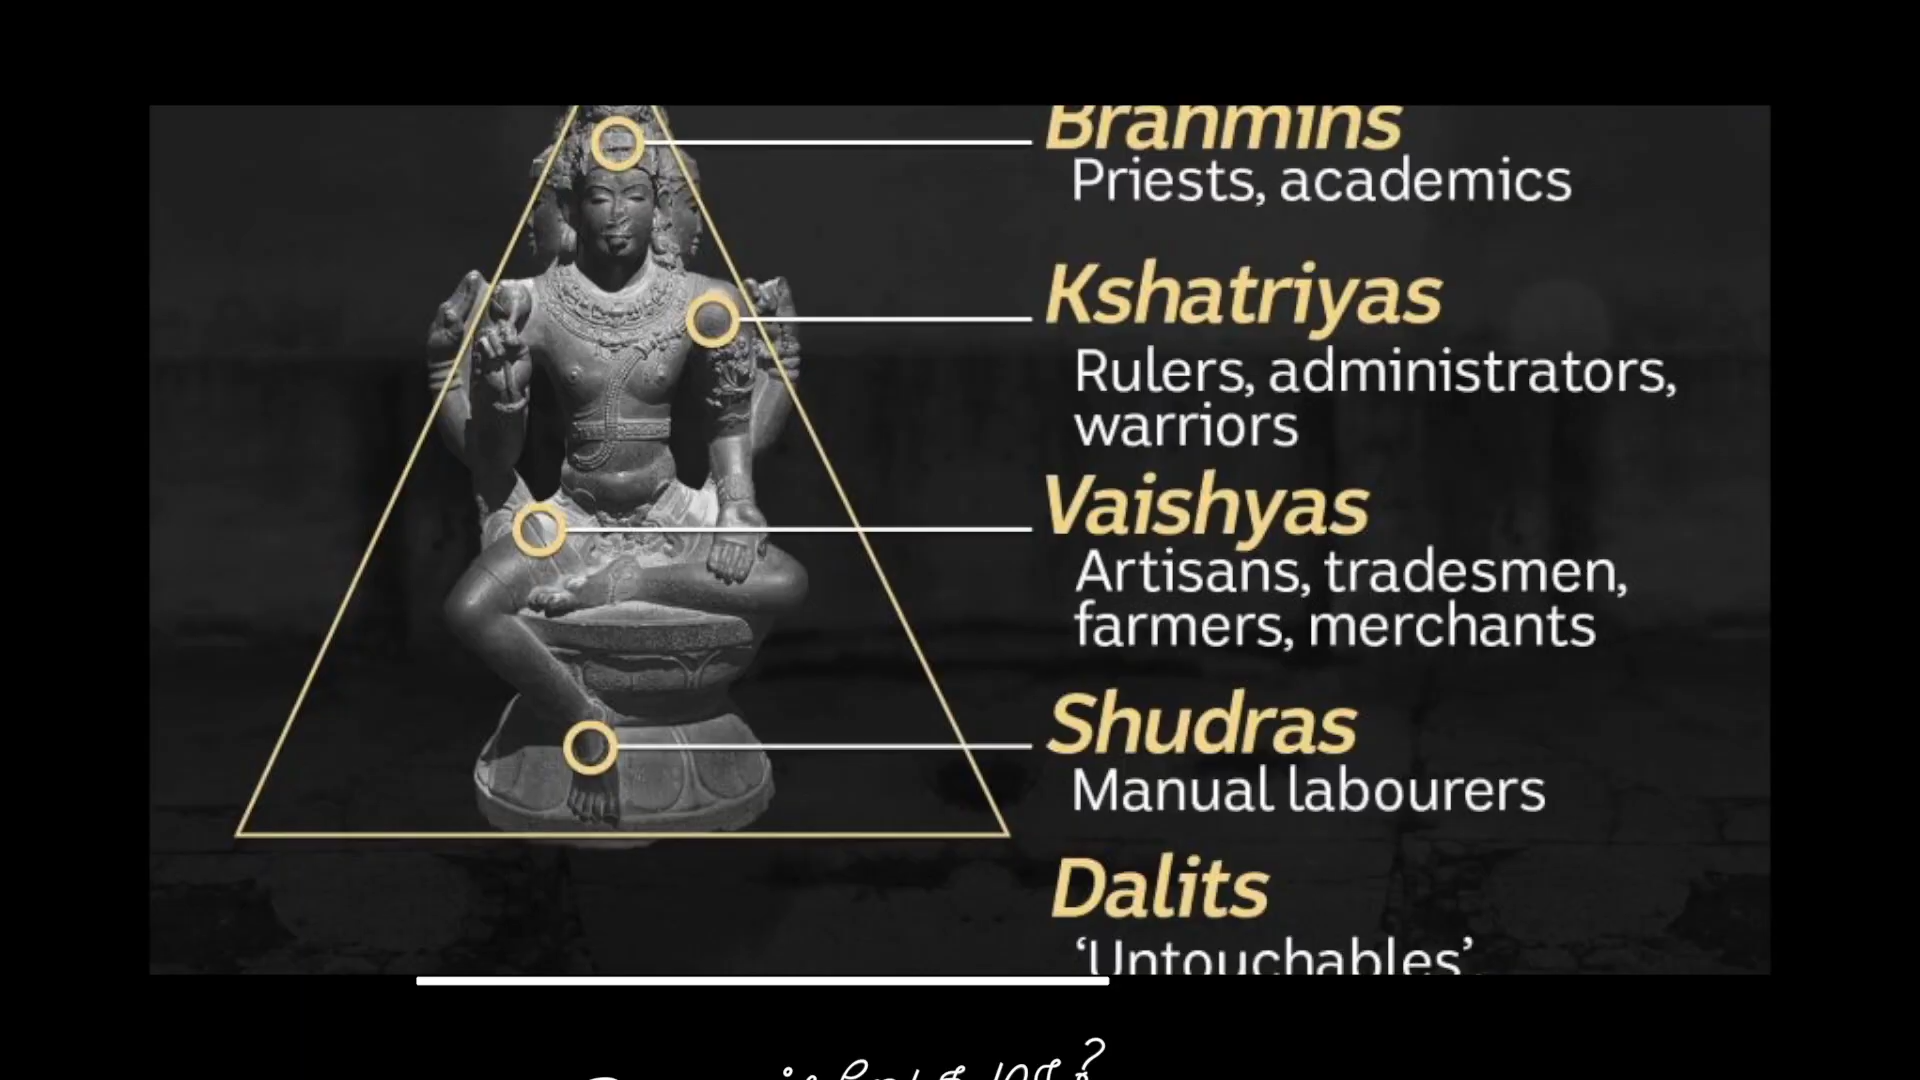 Brahmins
Priests, academics
Kshatriyas
Rulers, administrators,
warriors
Vaishyas
Artisans, tradesmen,
farmers, merchants
Shudras
Manual labourers
Dalits
‘Untouchables’